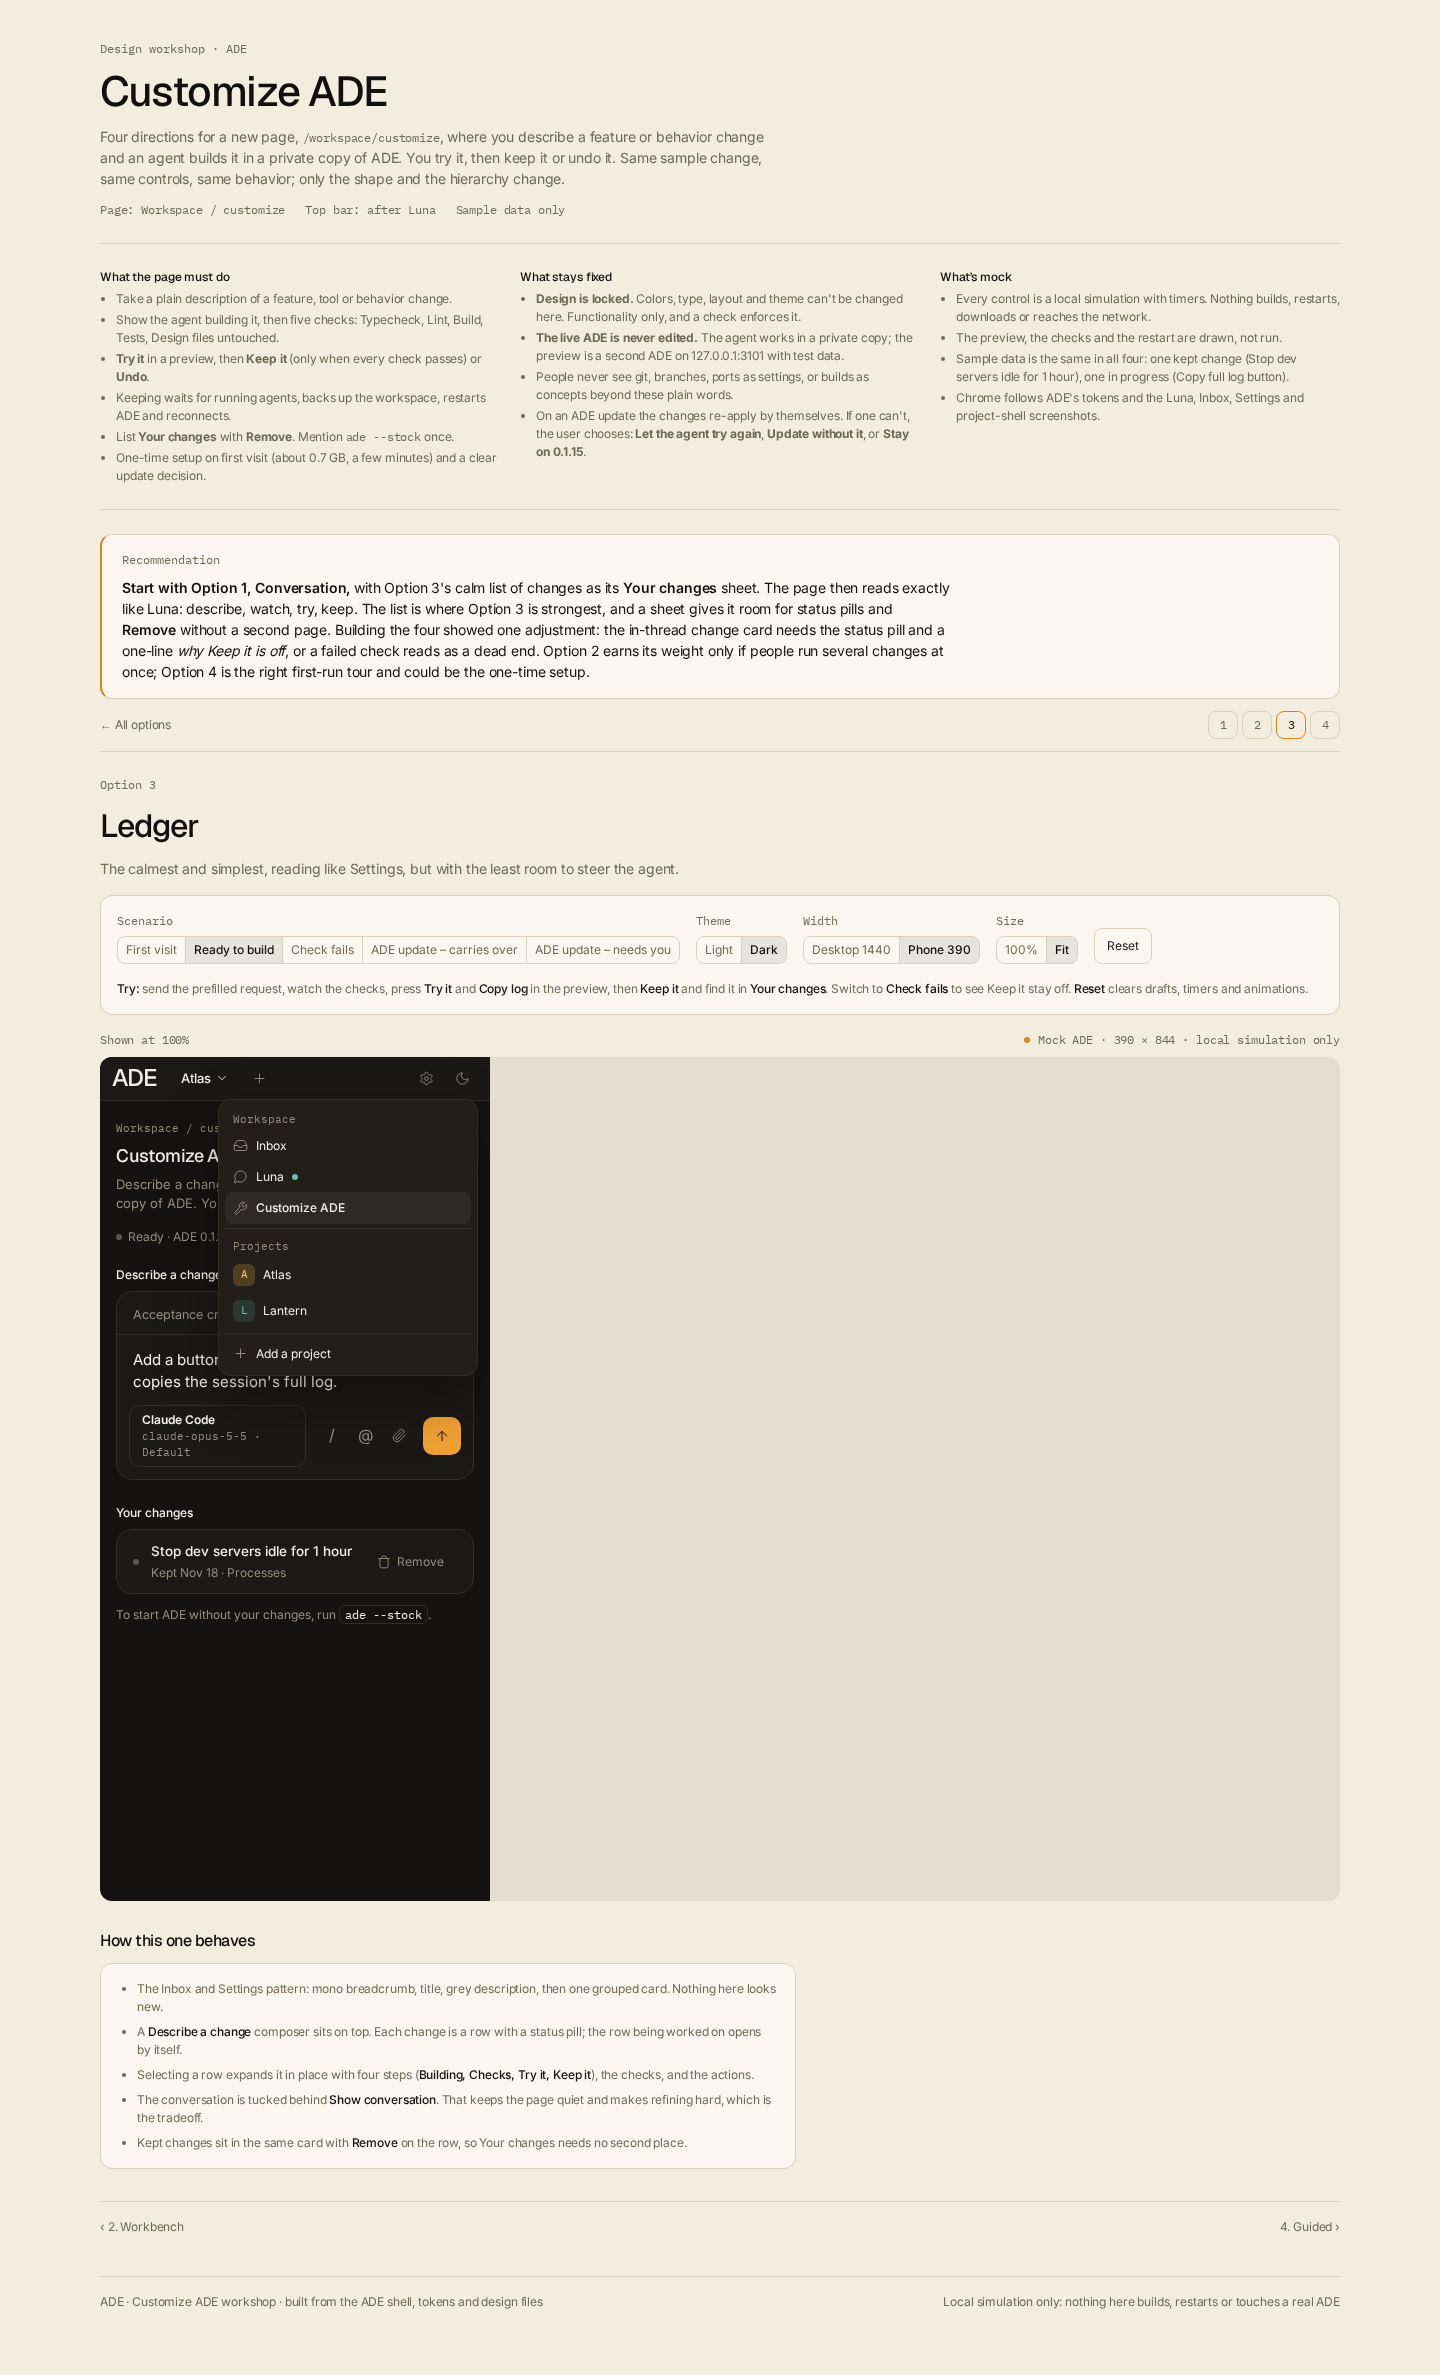 Design workshop · ADE
Customize ADE
Four directions for a new page, /workspace/customize, where you describe a feature or behavior change
and an agent builds it in a private copy of ADE. You try it, then keep it or undo it. Same sample change,
same controls, same behavior; only the shape and the hierarchy change.
Page: Workspace / customize Top bar: after Luna Sample data only
What the page must do
• Take a plain description of a feature, tool or behavior change.
• Show the agent building it, then five checks: Typecheck, Lint, Build,
Tests, Design files untouched.
• Try it in a preview, then Keep it (only when every check passes) or
Undo.
• Keeping waits for running agents, backs up the workspace, restarts
ADE and reconnects.
• List Your changes with Remove. Mention ade --stock once.
• One-time setup on first visit (about 0.7 GB, a few minutes) and a clear
update decision.
What stays fixed
• Design is locked. Colors, type, layout and theme can't be changed
here. Functionality only, and a check enforces it.
• The live ADE is never edited. The agent works in a private copy; the
preview is a second ADE on 127.0.0.1:3101 with test data.
• People never see git, branches, ports as settings, or builds as
concepts beyond these plain words.
• On an ADE update the changes re-apply by themselves. If one can't,
the user chooses: Let the agent try again, Update without it, or Stay
on 0.1.15.
What's mock
• Every control is a local simulation with timers. Nothing builds, restarts,
downloads or reaches the network.
• The preview, the checks and the restart are drawn, not run.
• Sample data is the same in all four: one kept change (Stop dev
servers idle for 1 hour), one in progress (Copy full log button).
• Chrome follows ADE's tokens and the Luna, Inbox, Settings and
project-shell screenshots.
Recommendation
Start with Option 1, Conversation, with Option 3's calm list of changes as its Your changes sheet. The page then reads exactly
like Luna: describe, watch, try, keep. The list is where Option 3 is strongest, and a sheet gives it room for status pills and
Remove without a second page. Building the four showed one adjustment: the in-thread change card needs the status pill and a
one-line why Keep it is off, or a failed check reads as a dead end. Option 2 earns its weight only if people run several changes at
once; Option 4 is the right first-run tour and could be the one-time setup.
← All options
1 2 3 4
Option 3
Ledger
The calmest and simplest, reading like Settings, but with the least room to steer the agent.
Scenario Theme Width Size
First visit Ready to build Check fails ADE update – carries over ADE update – needs you Light Dark Desktop 1440 Phone 390 100% Fit Reset
Try: send the prefilled request, watch the checks, press Try it and Copy log in the preview, then Keep it and find it in Your changes. Switch to Check fails to see Keep it stay off. Reset clears drafts, timers and animations.
Shown at 100%
Mock ADE · 390 × 844 · local simulation only
ADE Atlas
Workspace
Inbox
Luna
Customize ADE
Projects
A Atlas
L Lantern
Add a project
Workspace / cus
Customize A
Describe a chang
copy of ADE. Yo
Ready · ADE 0.1.
Describe a change
Acceptance cr
Add a button
copies the session's full log.
Claude Code
claude-opus-5-5 ·
Default
/ @
Your changes
Stop dev servers idle for 1 hour
Kept Nov 18 · Processes
Remove
To start ADE without your changes, run ade --stock.
How this one behaves
• The Inbox and Settings pattern: mono breadcrumb, title, grey description, then one grouped card. Nothing here looks
new.
• A Describe a change composer sits on top. Each change is a row with a status pill; the row being worked on opens
by itself.
• Selecting a row expands it in place with four steps (Building, Checks, Try it, Keep it), the checks, and the actions.
• The conversation is tucked behind Show conversation. That keeps the page quiet and makes refining hard, which is
the tradeoff.
• Kept changes sit in the same card with Remove on the row, so Your changes needs no second place.
‹ 2. Workbench
4. Guided ›
ADE · Customize ADE workshop · built from the ADE shell, tokens and design files
Local simulation only: nothing here builds, restarts or touches a real ADE